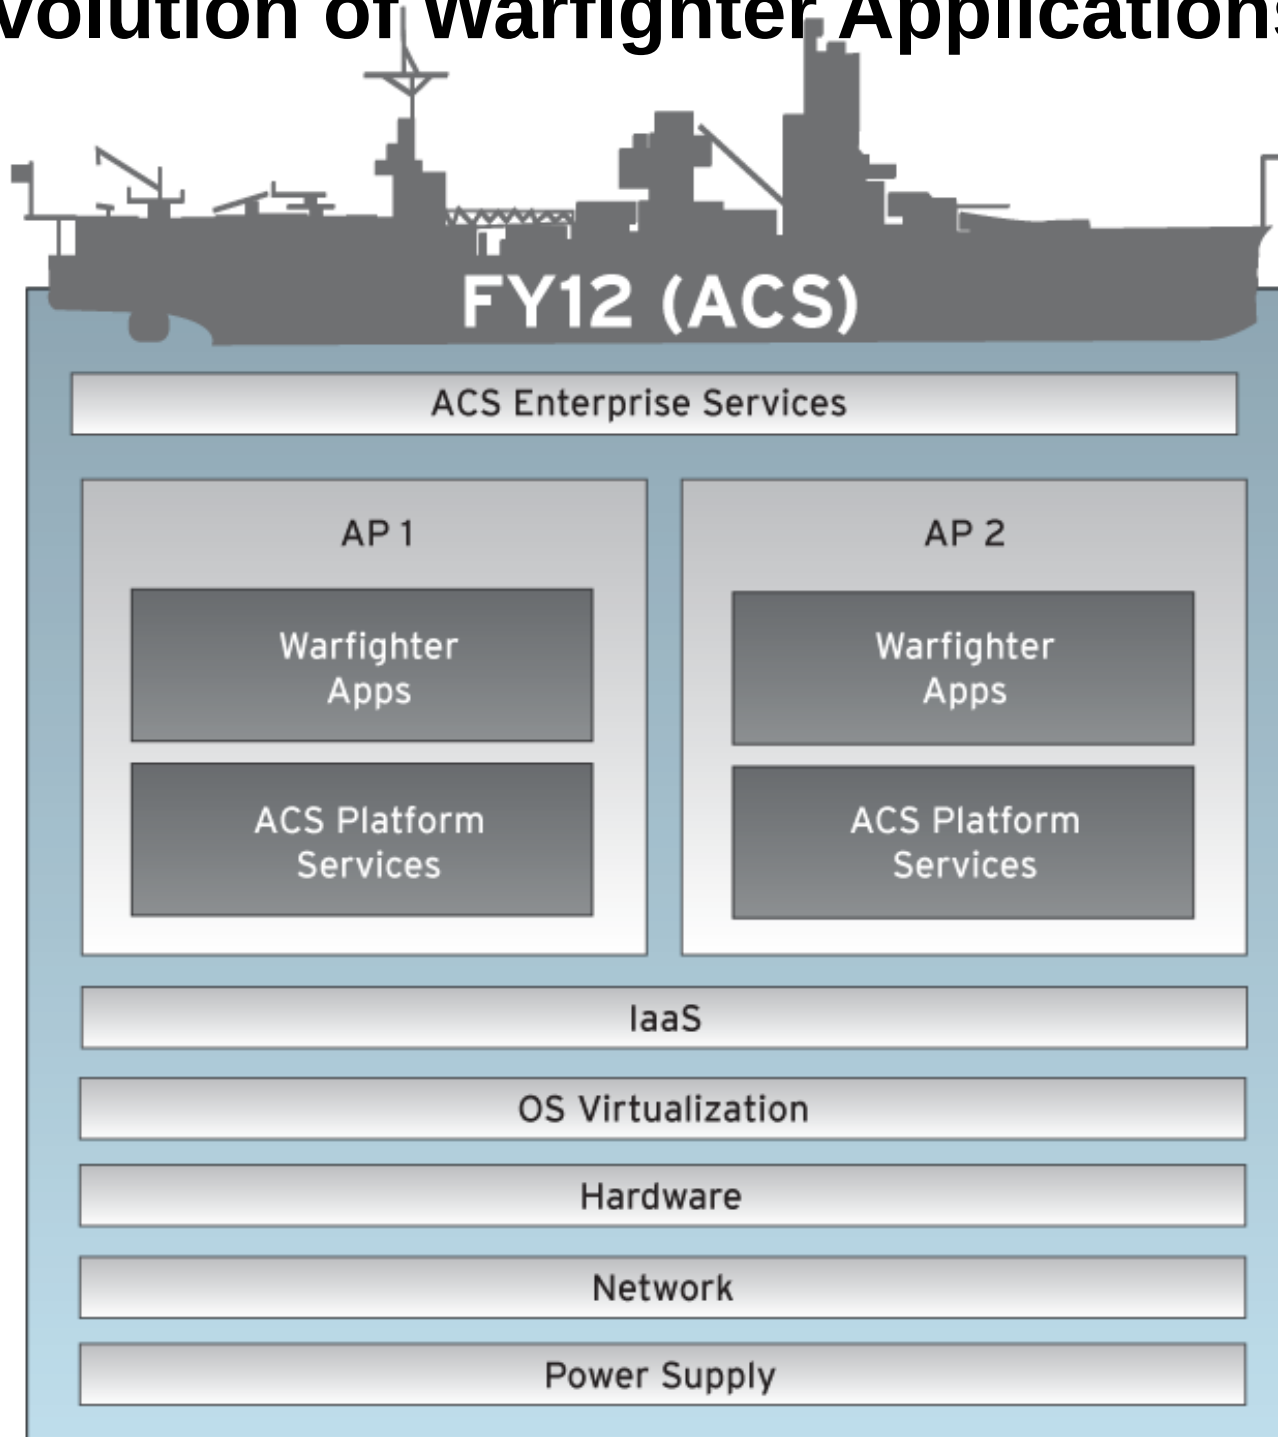 volution of Warfighter Applications
FY12 (ACS)
ACS Enterprise Services
AP 1
Warfighter
Apps
ACS Platform
Services
AP 2
Warfighter
Apps
ACS Platform
Services
IaaS
OS Virtualization
Hardware
Network
Power Supply